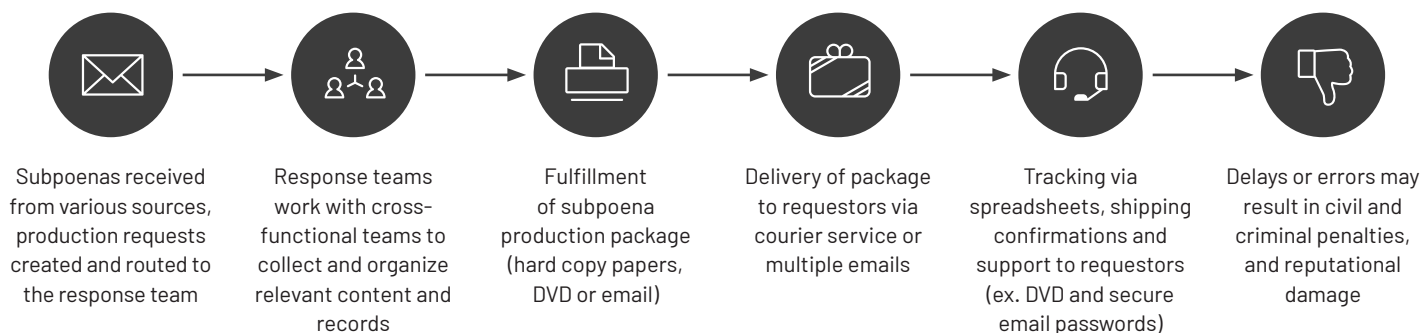 Subpoenas received
from various sources,
production requests
created and routed to
the response team
Response teams
work with cross-
functional teams to
collect and organize
relevant content and
records
Fulfillment
of subpoena
production package
(hard copy papers,
DVD or email)
Delivery of package
to requestors via
courier service or
multiple emails
Tracking via
spreadsheets, shipping
confirmations and
support to requestors
(ex. DVD and secure
email passwords)
Delays or errors may
result in civil and
criminal penalties,
and reputational
damage